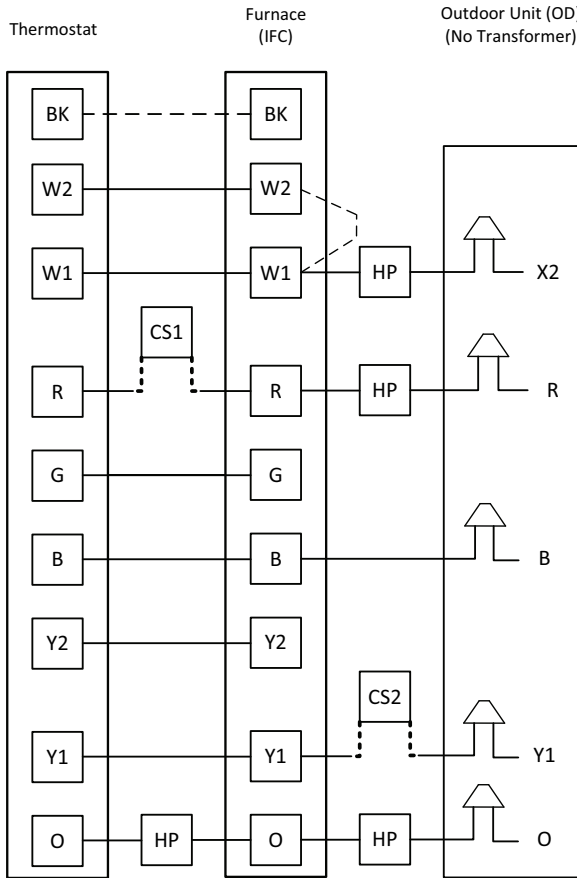 Thermostat
Furnace
(IFC)
Outdoor Unit (OD)
(No Transformer)
BK BK
W2 W2
W1 W1 HP X2
CS1
R R HP R
G G
B B B
Y2 Y2
CS2
Y1 Y1 Y1
O HP O HP O